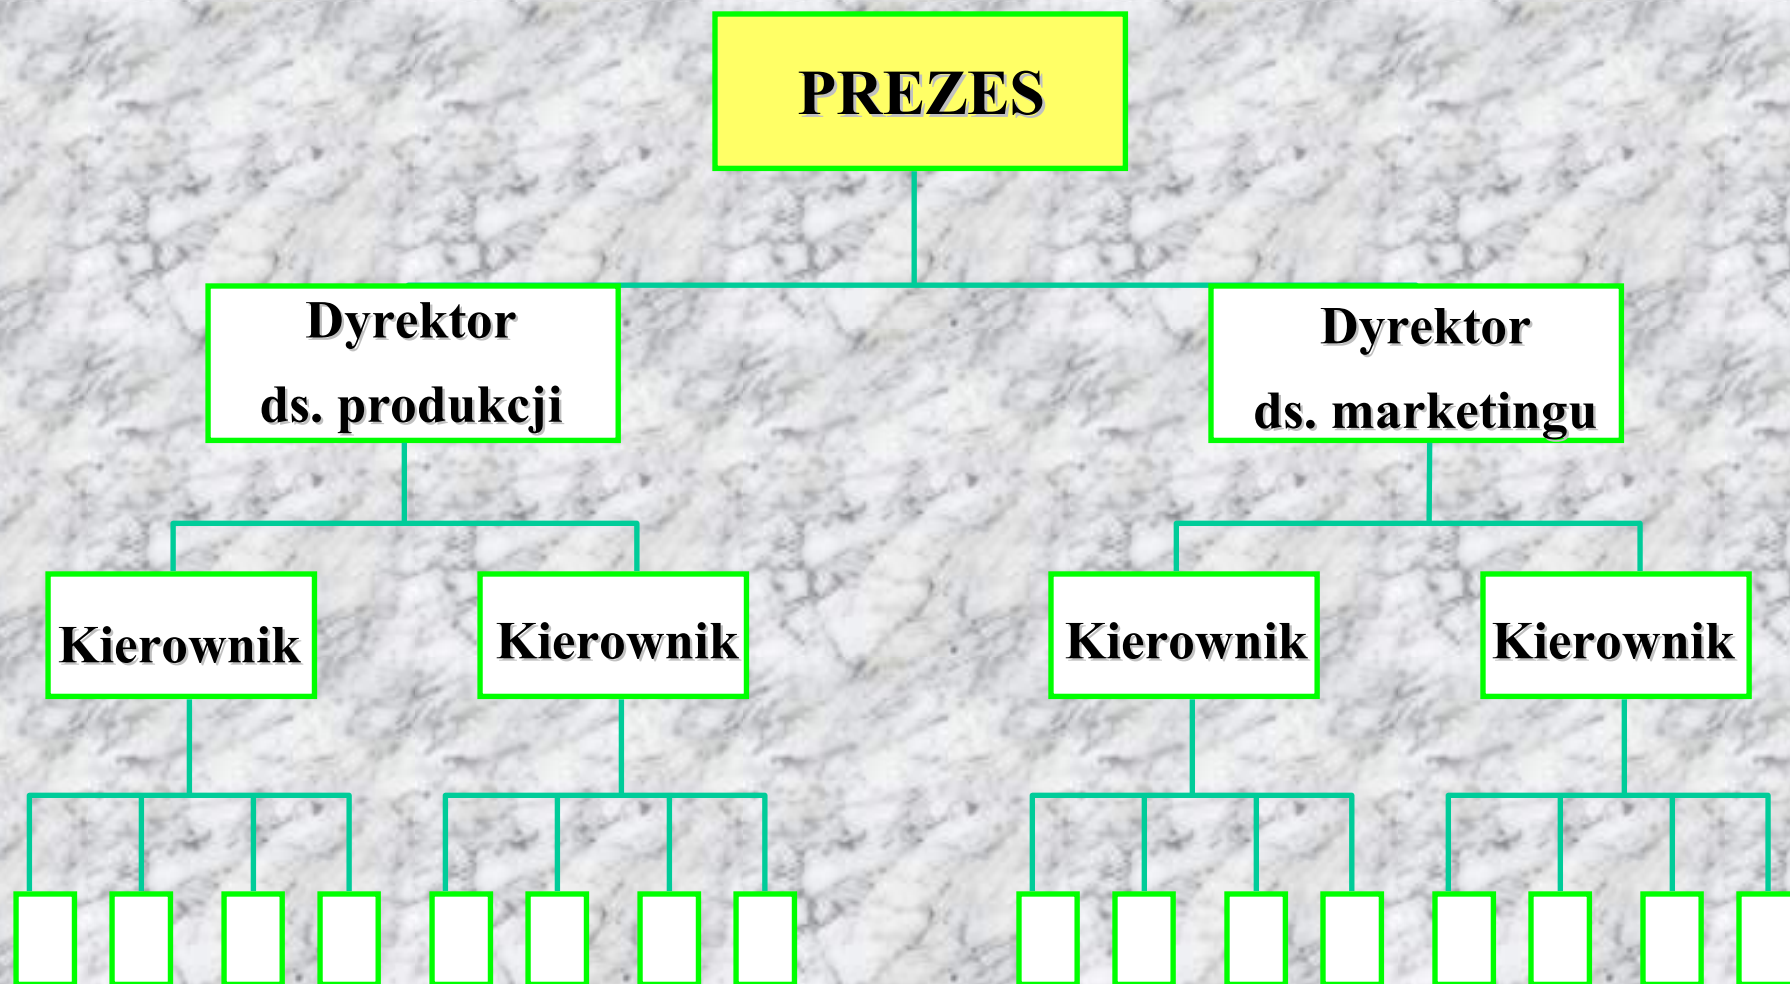 PREZES
Dyrektor
ds. produkcji
Dyrektor
ds. marketingu
Kierownik
Kierownik
Kierownik
Kierownik